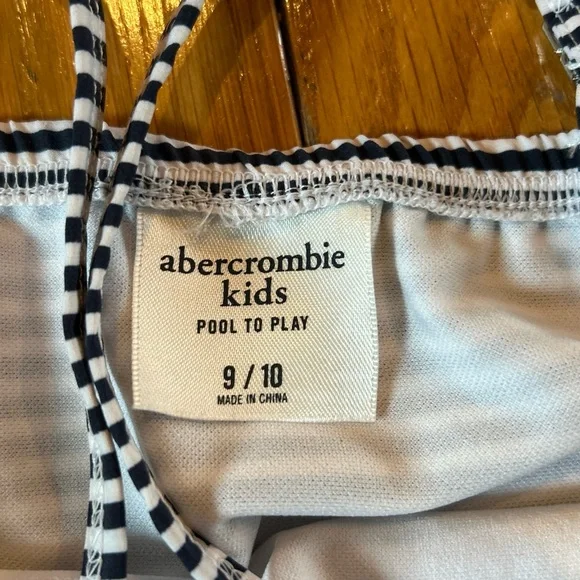 abercrombie
kids
POOL TO PLAY
9 / 10
MADE IN CHINA